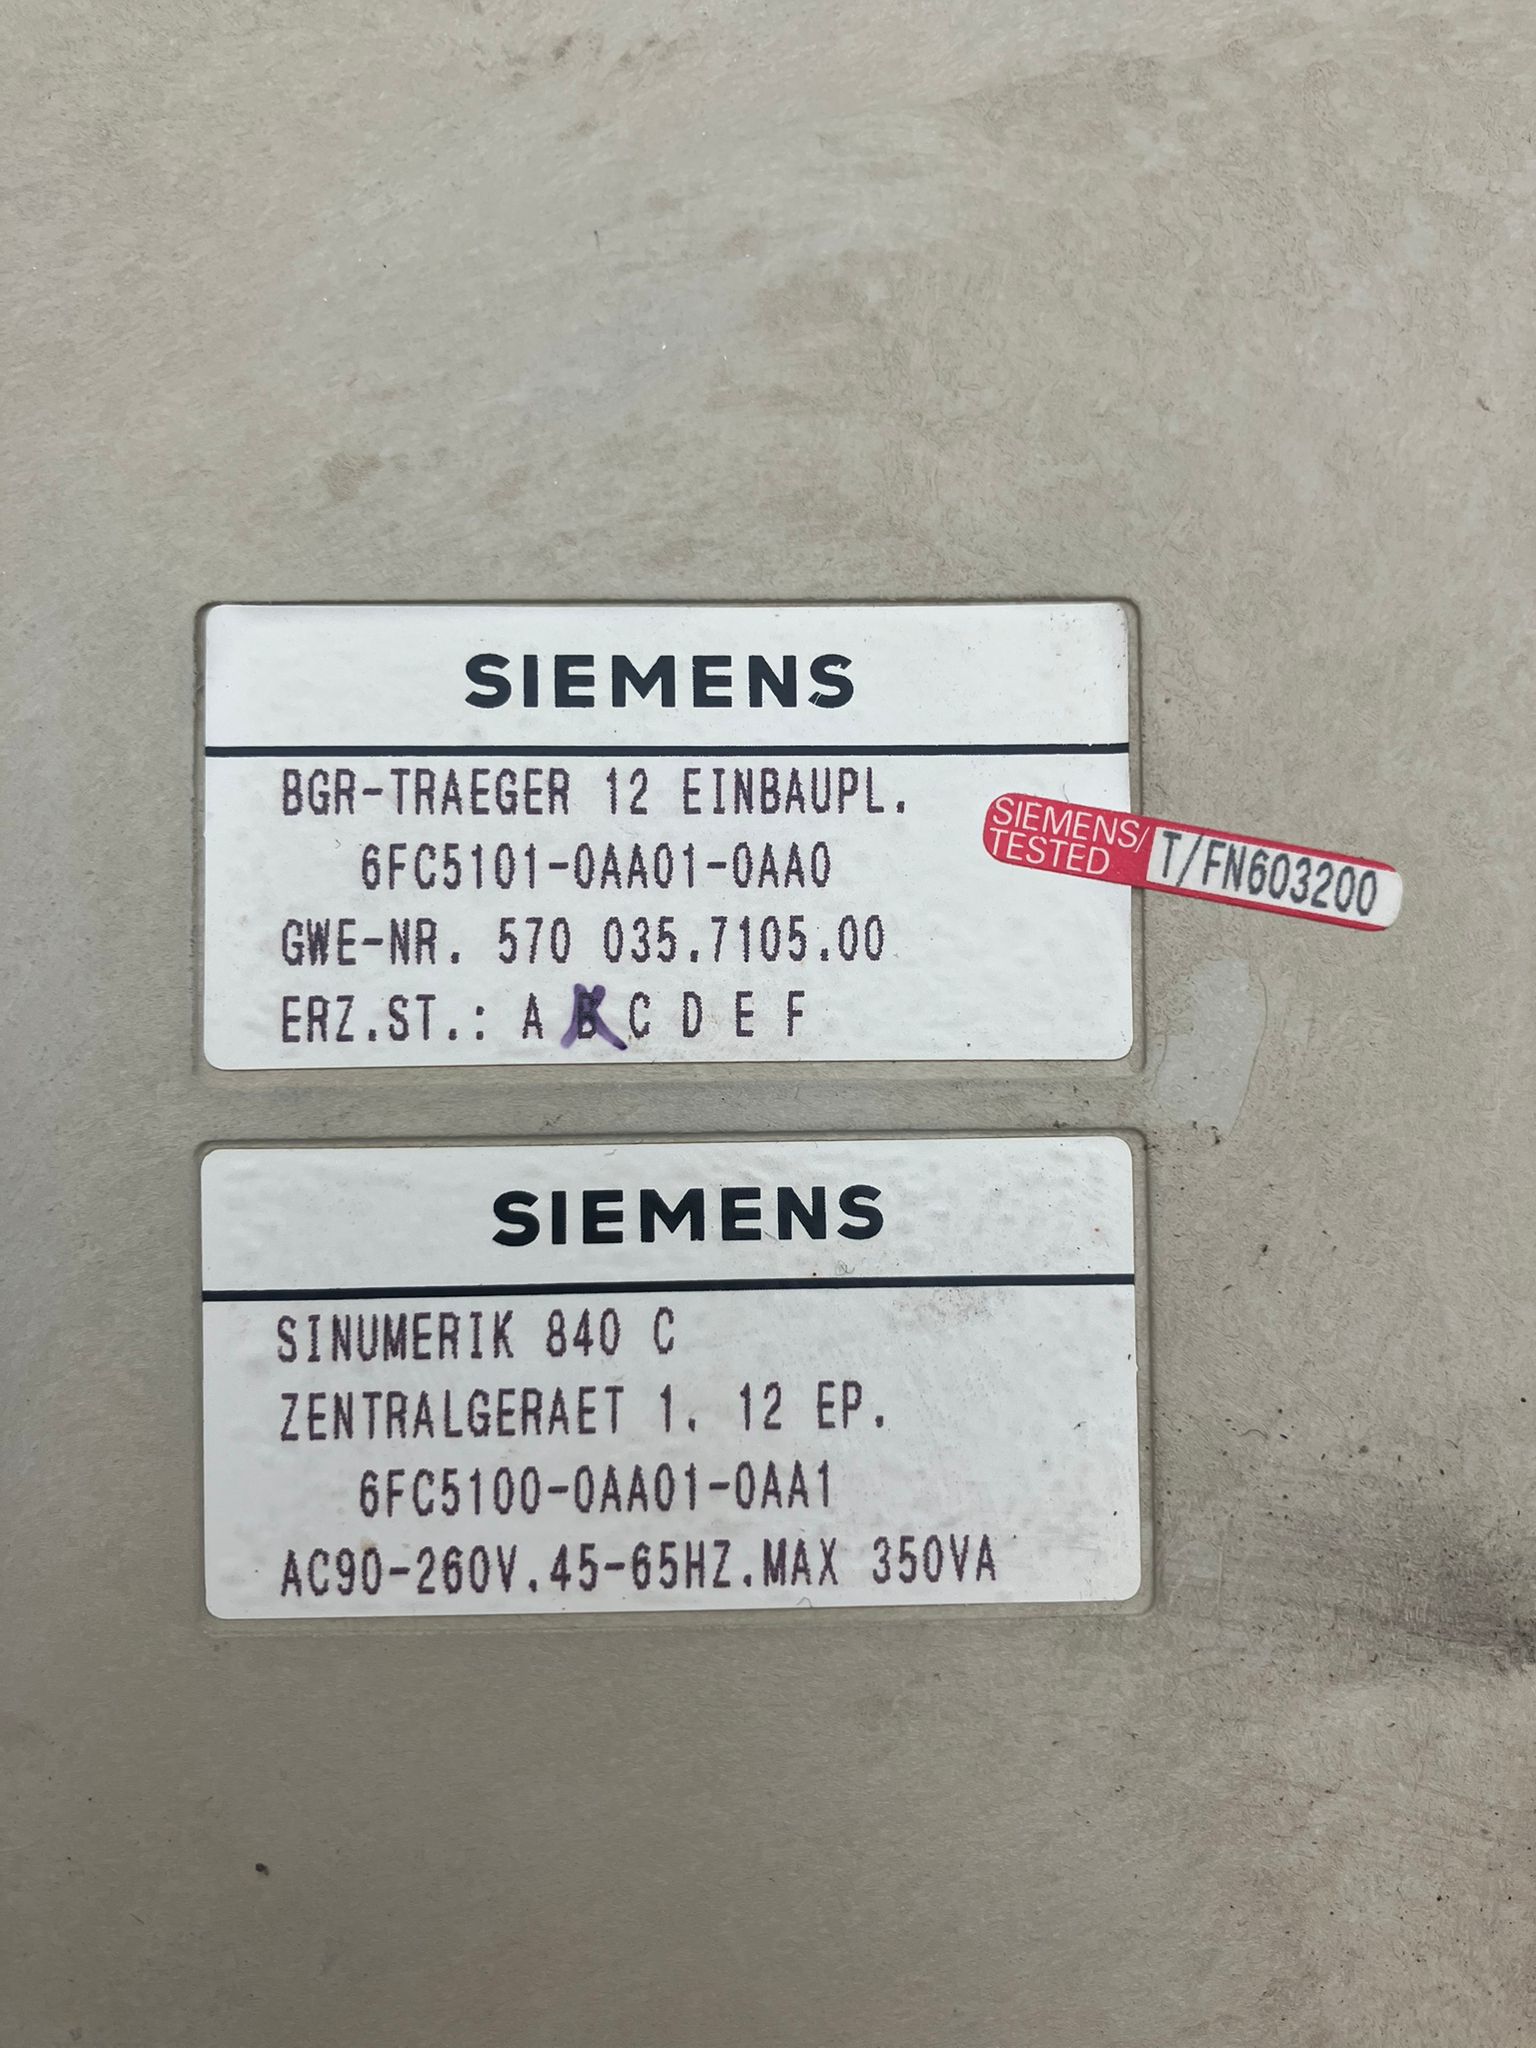 SIEMENS
BGR-TRAEGER 12 EINBAUPL.
6FC5101-0AA01-0AA0
GWE-NR. 570 035.7105.00
ERZ.ST.: A B C D E F
SIEMENS/
TESTED
T/FN603200
SIEMENS
SINUMERIK 840 C
ZENTRALGERAET 1. 12 EP.
6FC5100-0AA01-0AA1
AC90-260V.45-65HZ.MAX 350VA